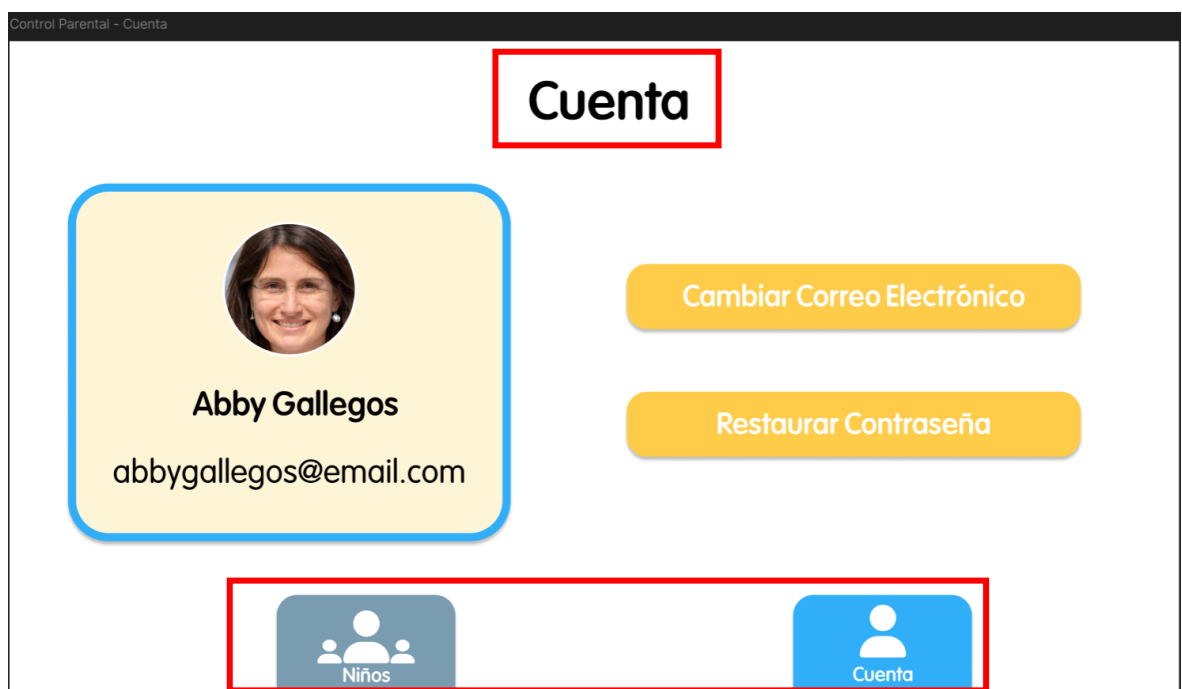 Control Parental - Cuenta
Cuenta
Abby Gallegos
abbygallegos@email.com
Cambiar Correo Electrónico
Restaurar Contraseña
Niños
Cuenta